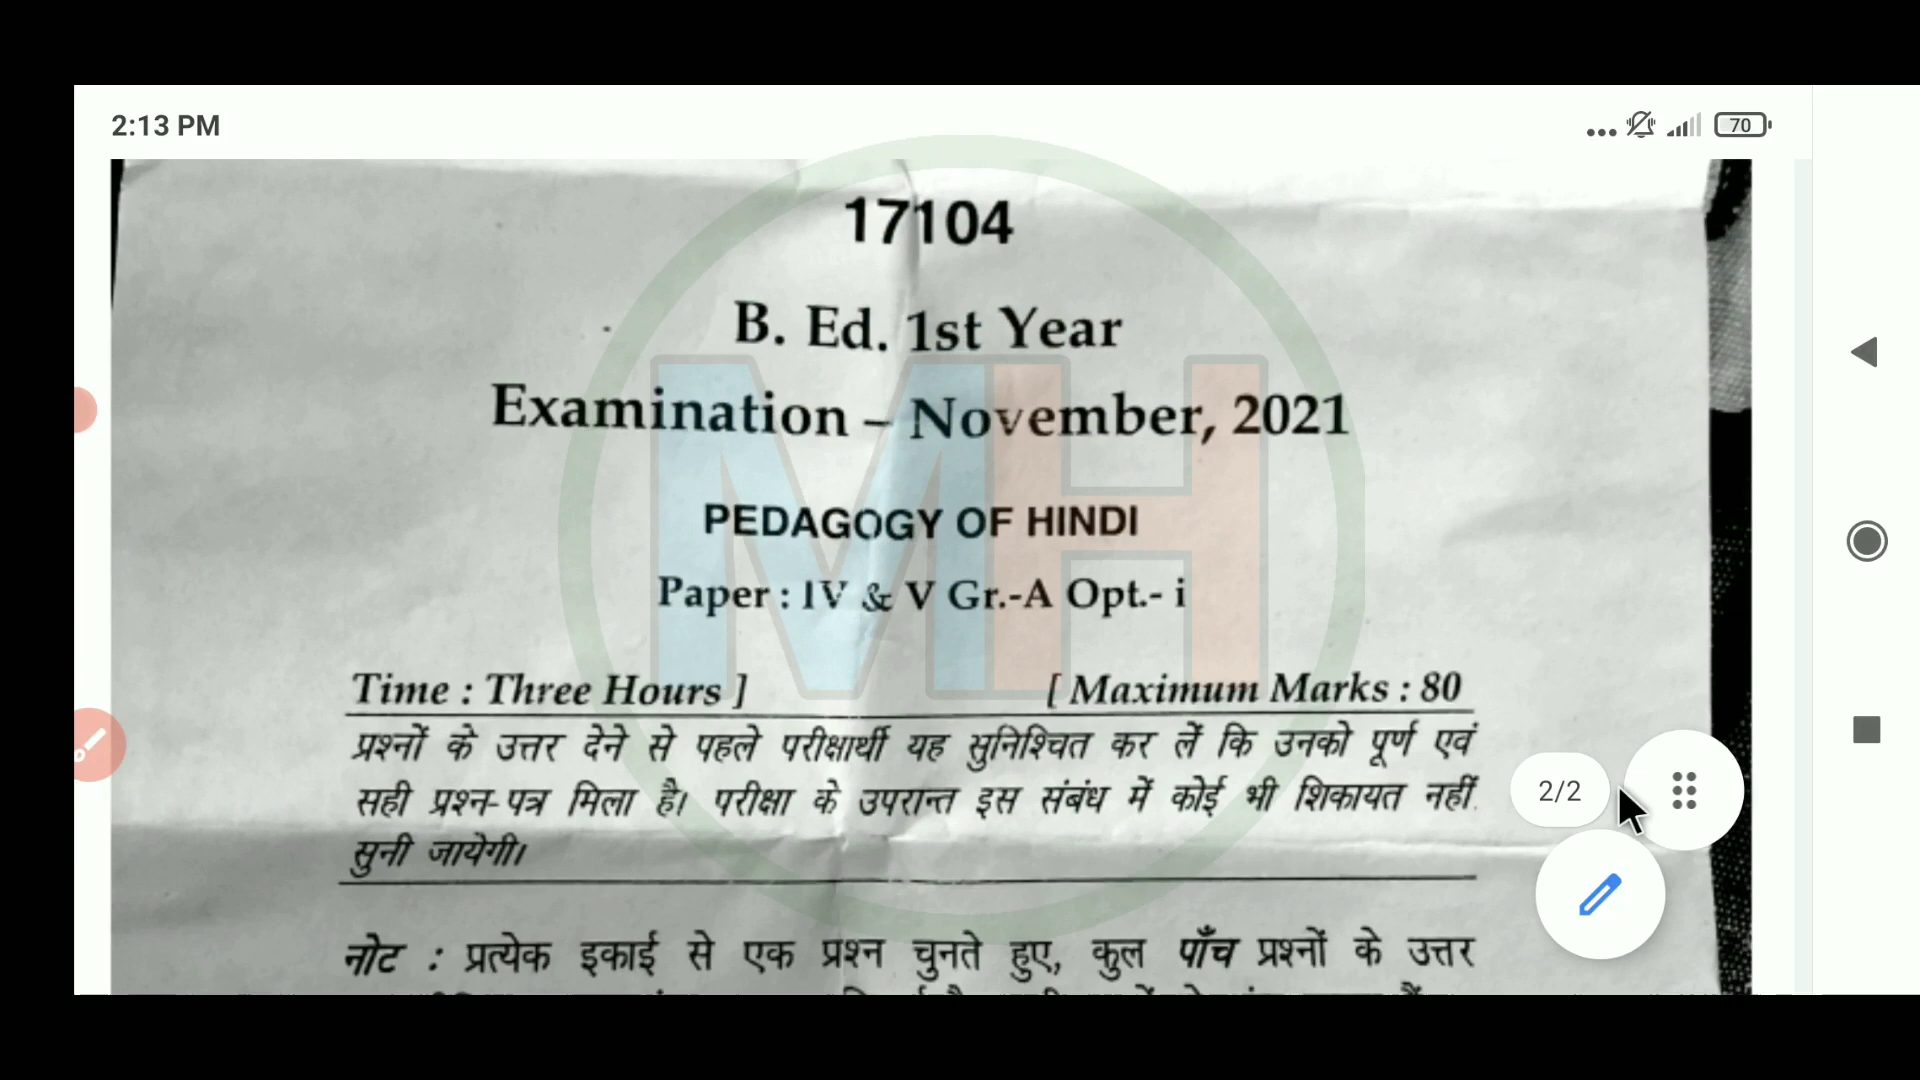 2:13 PM
70
17104
B. Ed. 1st Year
Examination – November, 2021
PEDAGOGY OF HINDI
Paper : IV & V Gr.-A Opt.- i
Time : Three Hours ] [ Maximum Marks : 80
प्रश्नों के उत्तर देने से पहले परीक्षार्थी यह सुनिश्चित कर लें कि उनको पूर्ण एवं
सही प्रश्न-पत्र मिला है। परीक्षा के उपरान्त इस संबंध में कोई भी शिकायत नहीं
सुनी जायेगी।
2/2
नोट : प्रत्येक इकाई से एक प्रश्न चुनते हुए, कुल पाँच प्रश्नों के उत्तर
MH